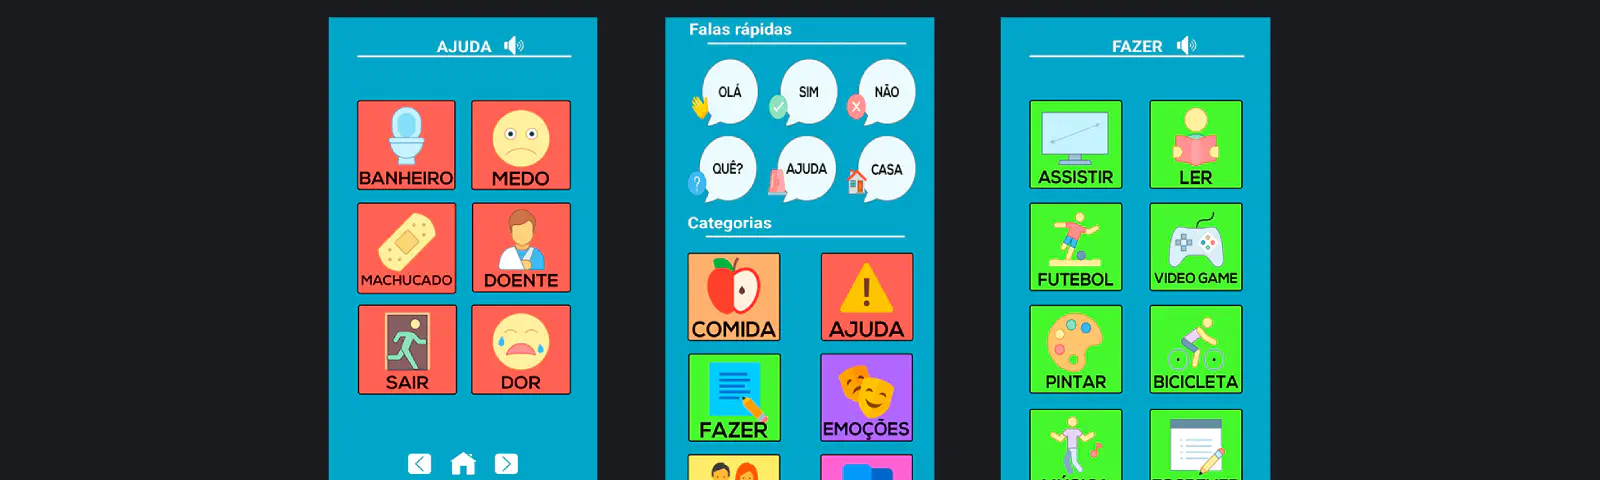 AJUDA
BANHEIRO
MEDO
MACHUCADO
DOENTE
SAIR
DOR
Falas rápidas
OLÁ
SIM
NÃO
QUÊ?
AJUDA
CASA
Categorias
COMIDA
AJUDA
FAZER
EMOÇÕES
FAZER
ASSISTIR
LER
FUTEBOL
VIDEO GAME
PINTAR
BICICLETA